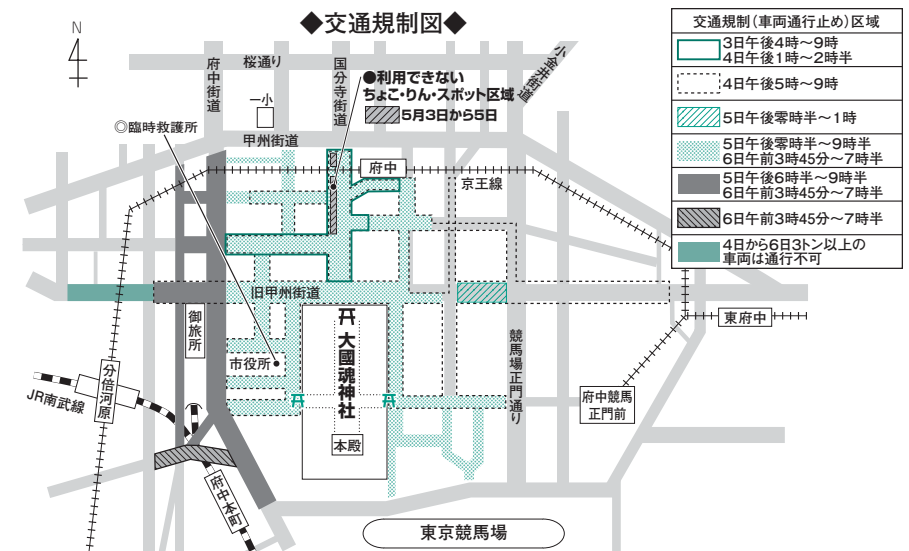 ◆交通規制図◆
N
府中街道
桜通り
国分寺街道
小金井街道
●利用できない
ちょこ・りん・スポット区域
5月3日から5日
一小
◎臨時救護所
甲州街道
府中
京王線
旧甲州街道
御旅所
大國魂神社
市役所
本殿
競馬場正門通り
東府中
府中競馬
正門前
分倍河原
JR南武線
府中本町
東京競馬場
交通規制(車両通行止め)区域
3日午後4時〜9時
4日午後1時〜2時半
4日午後5時〜9時
5日午後零時半〜1時
5日午後零時半〜9時半
6日午前3時45分〜7時半
5日午後6時半〜9時半
6日午前3時45分〜7時半
6日午前3時45分〜7時半
4日から6日3トン以上の
車両は通行不可